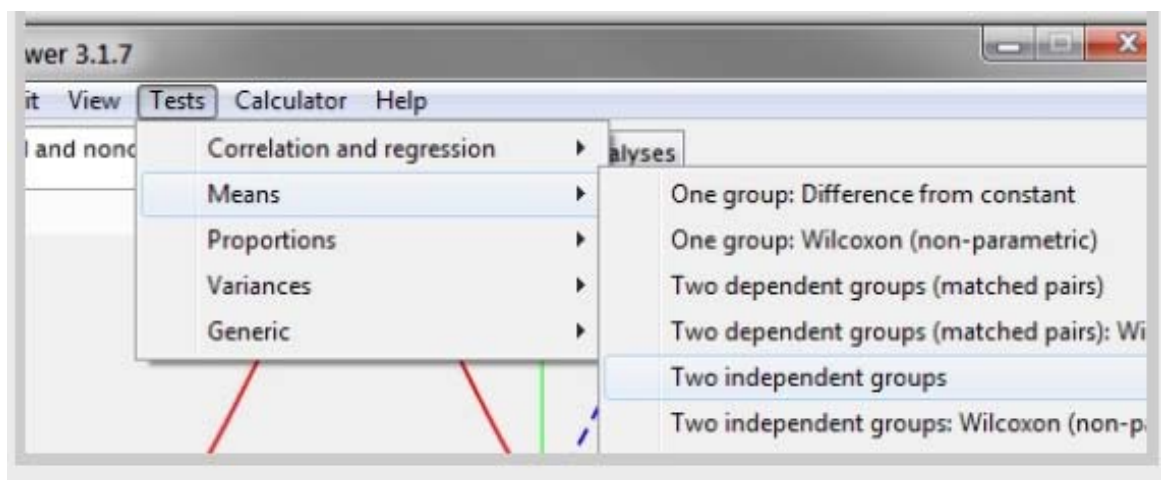 wer 3.1.7
it View Tests Calculator Help
l and nonc
alyses
Correlation and regression
Means
Proportions
Variances
Generic
One group: Difference from constant
One group: Wilcoxon (non-parametric)
Two dependent groups (matched pairs)
Two dependent groups (matched pairs): Wi
Two independent groups
Two independent groups: Wilcoxon (non-p